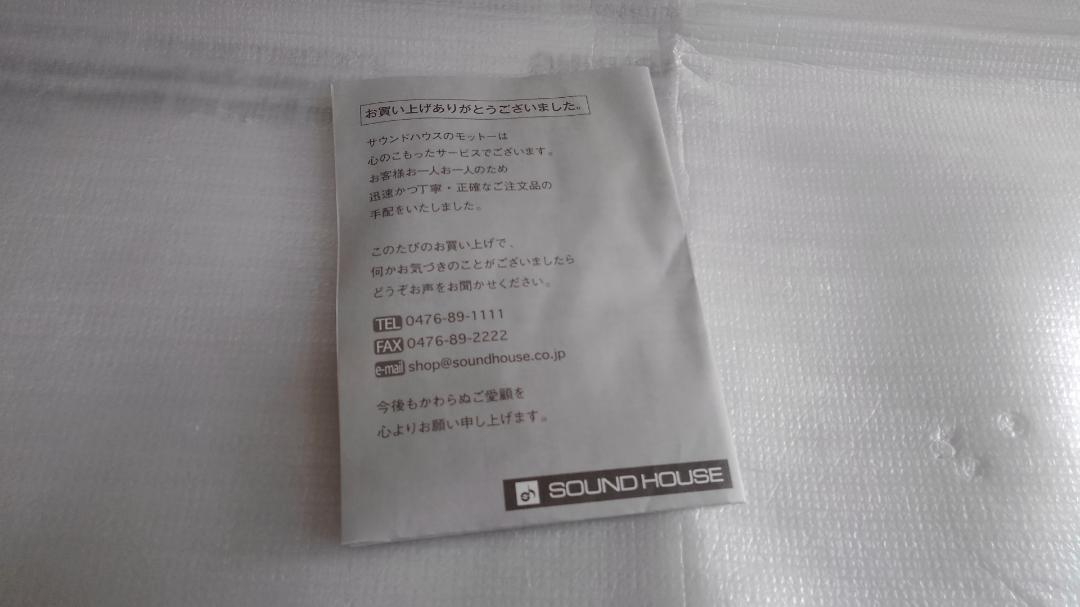 お買い上げありがとうございました。
サウンドハウスのモットーは
心のこもったサービスでございます。
お客様お一人お一人のため
迅速かつ丁寧・正確なご注文品の
手配をいたしました。
このたびのお買い上げで、
何かお気づきのことがございましたら
どうぞお声をお聞かせください。
TEL 0476-89-1111
FAX 0476-89-2222
e-mail shop@soundhouse.co.jp
今後もかわらぬご愛顧を
心よりお願い申し上げます。
SOUND HOUSE